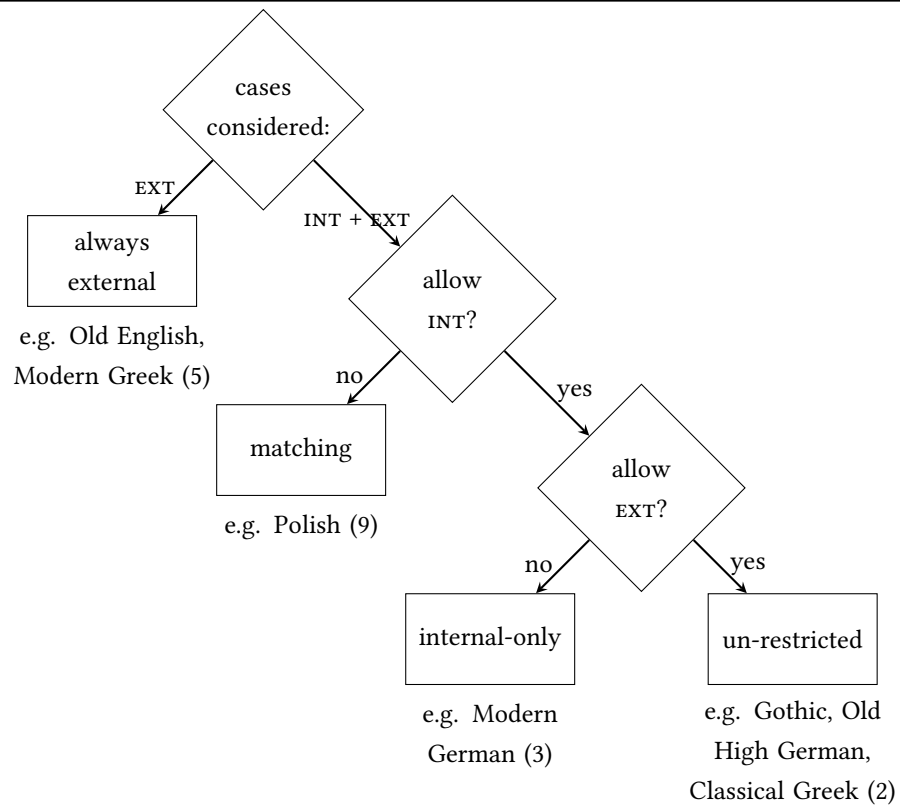 cases
considered:
EXT
INT + EXT
always
external
e.g. Old English,
Modern Greek (5)
allow
INT?
no
yes
matching
e.g. Polish (9)
allow
EXT?
no
yes
internal-only
e.g. Modern
German (3)
un-restricted
e.g. Gothic, Old
High German,
Classical Greek (2)